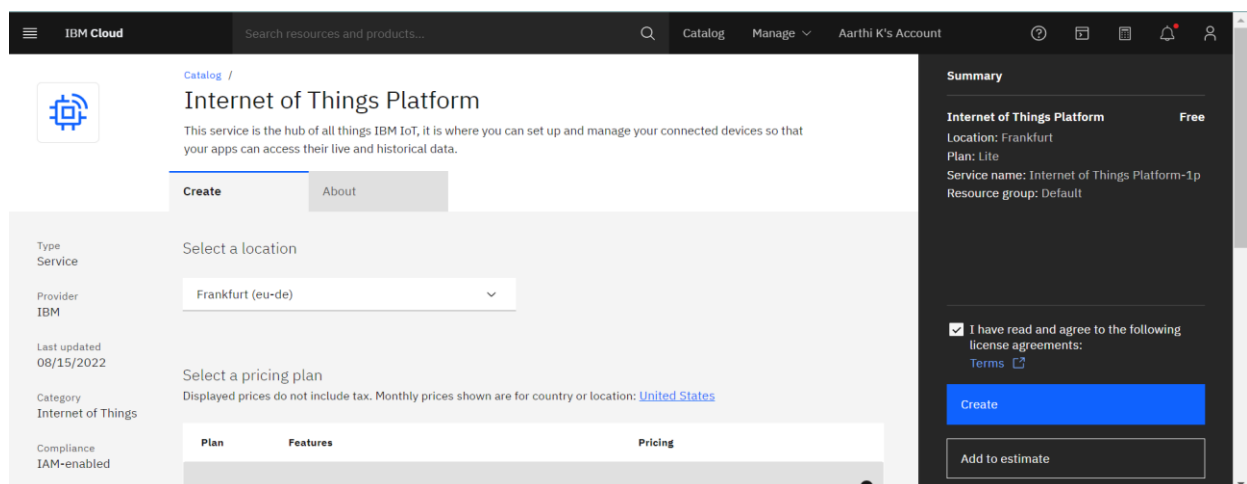 IBM Cloud
Search resources and products...
Catalog
Manage
Aarthi K's Account
Catalog /
Internet of Things Platform
This service is the hub of all things IBM IoT, it is where you can set up and manage your connected devices so that
your apps can access their live and historical data.
Create
About
Type
Service
Provider
IBM
Last updated
08/15/2022
Category
Internet of Things
Compliance
IAM-enabled
Select a location
Frankfurt (eu-de)
Select a pricing plan
Displayed prices do not include tax. Monthly prices shown are for country or location: United States
Plan Features Pricing
Summary
Internet of Things Platform Free
Location: Frankfurt
Plan: Lite
Service name: Internet of Things Platform-1p
Resource group: Default
I have read and agree to the following
license agreements:
Terms
Create
Add to estimate